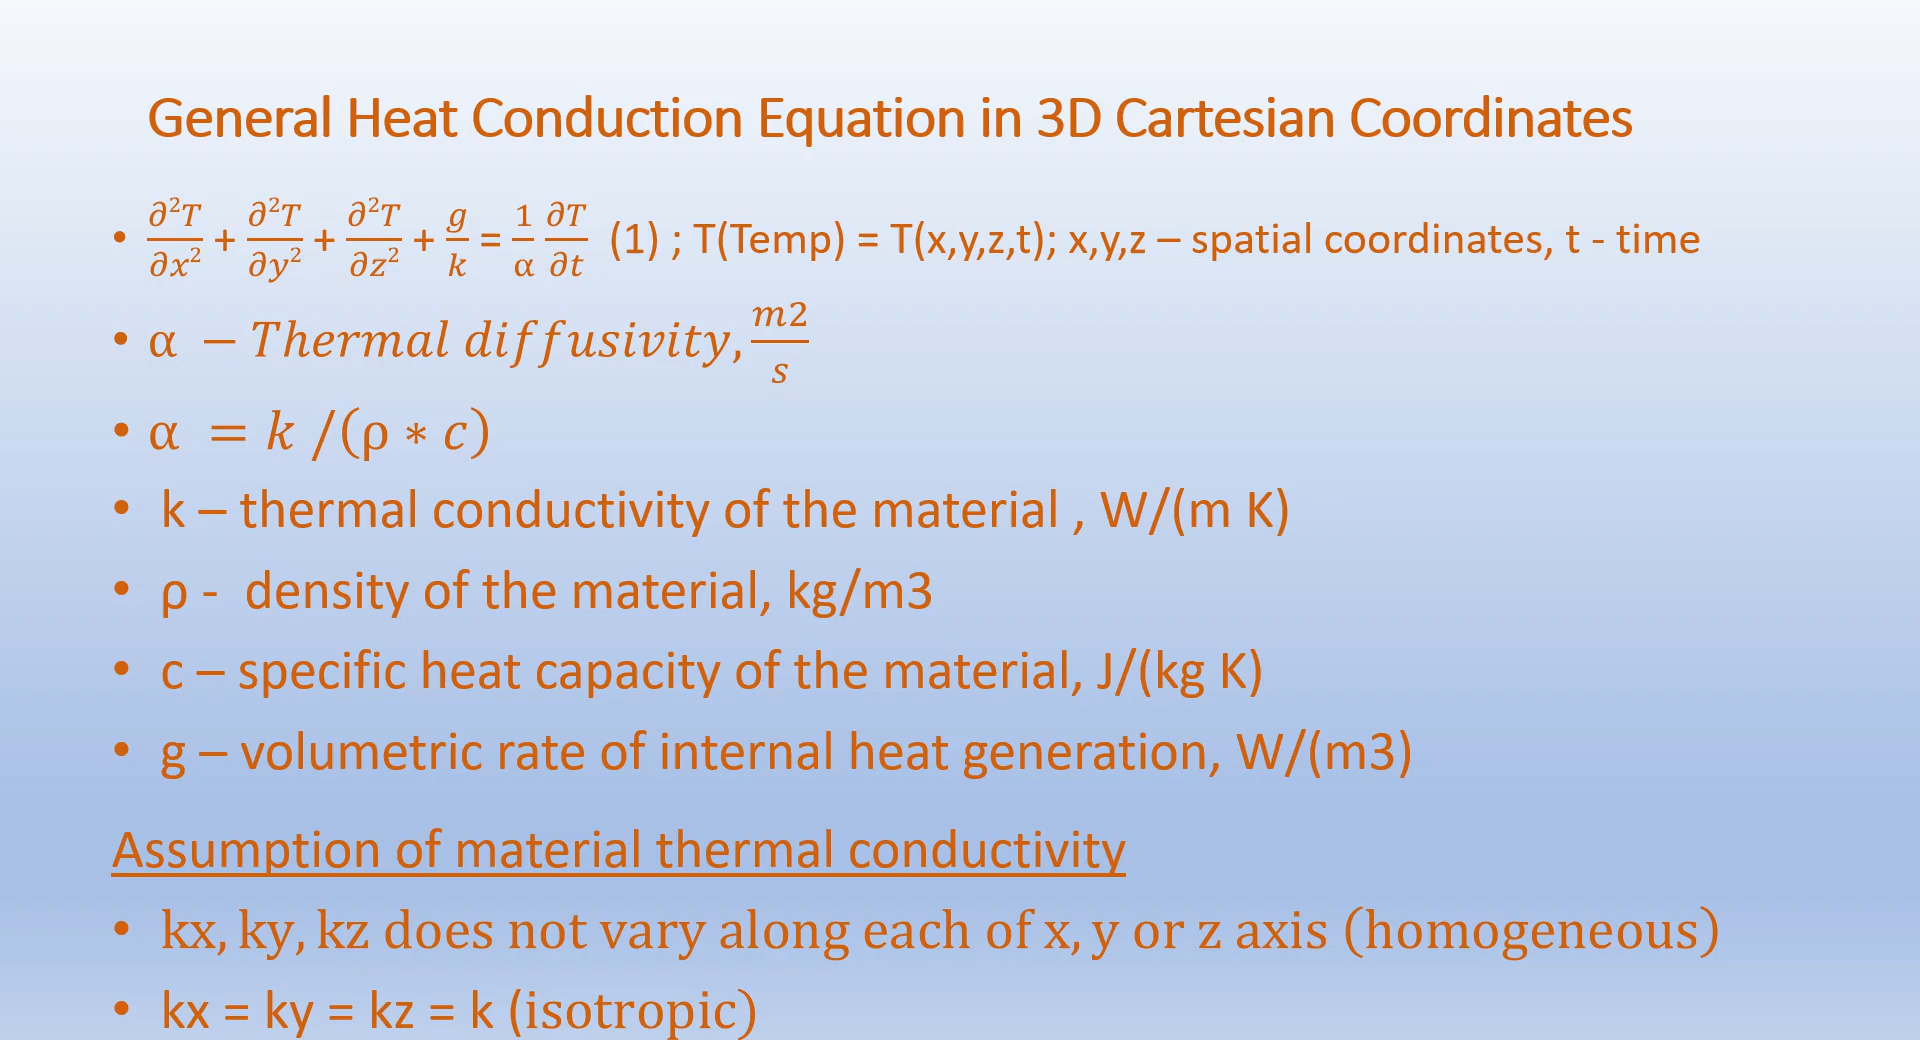 General Heat Conduction Equation in 3D Cartesian Coordinates
• ∂²T/∂x² + ∂²T/∂y² + ∂²T/∂z² + g/k = 1/α ∂T/∂t (1) ; T(Temp) = T(x,y,z,t); x,y,z – spatial coordinates, t - time
• α – Thermal diffusivity, m2/s
• α = k /(ρ ∗ c)
• k – thermal conductivity of the material , W/(m K)
• ρ - density of the material, kg/m3
• c – specific heat capacity of the material, J/(kg K)
• g – volumetric rate of internal heat generation, W/(m3)
Assumption of material thermal conductivity
• kx, ky, kz does not vary along each of x, y or z axis (homogeneous)
• kx = ky = kz = k (isotropic)